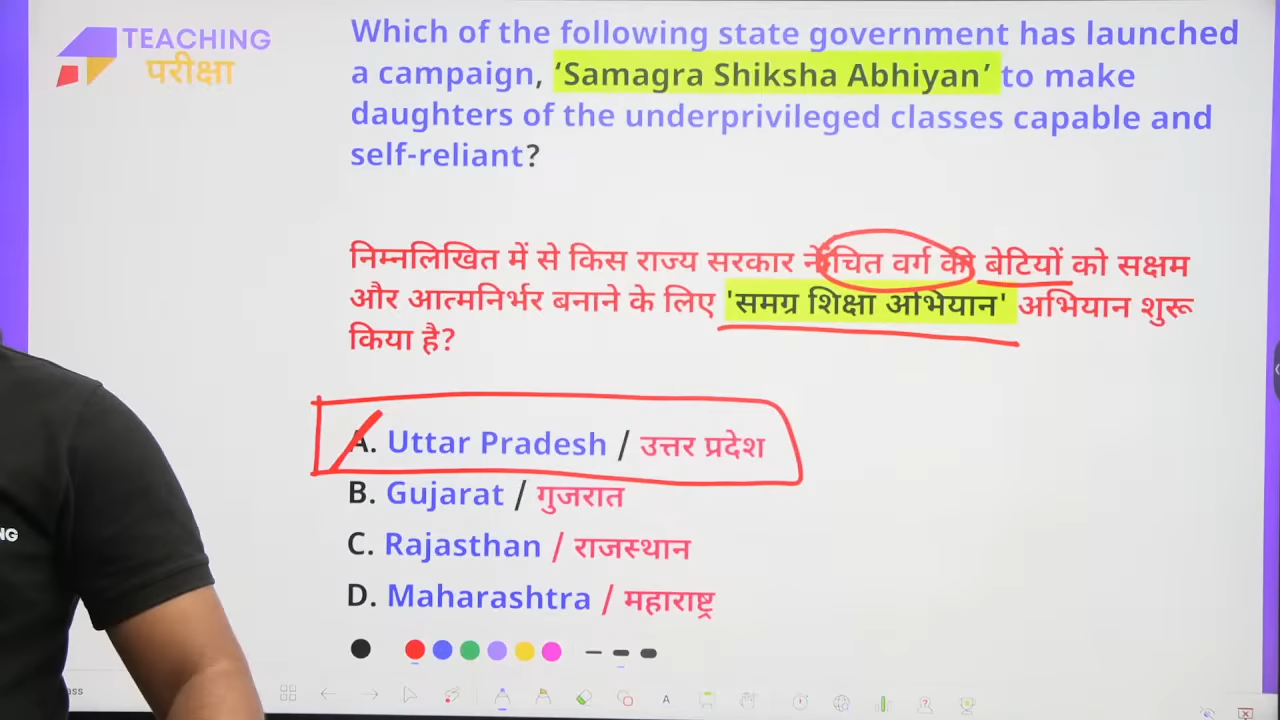 TEACHING
परीक्षा
Which of the following state government has launched
a campaign, ‘Samagra Shiksha Abhiyan’ to make
daughters of the underprivileged classes capable and
self-reliant?
निम्नलिखित में से किस राज्य सरकार ने चित वर्ग की बेटियों को सक्षम
और आत्मनिर्भर बनाने के लिए 'समग्र शिक्षा अभियान' अभियान शुरू
किया है?
A. Uttar Pradesh / उत्तर प्रदेश
B. Gujarat / गुजरात
C. Rajasthan / राजस्थान
D. Maharashtra / महाराष्ट्र
NG
ass
A